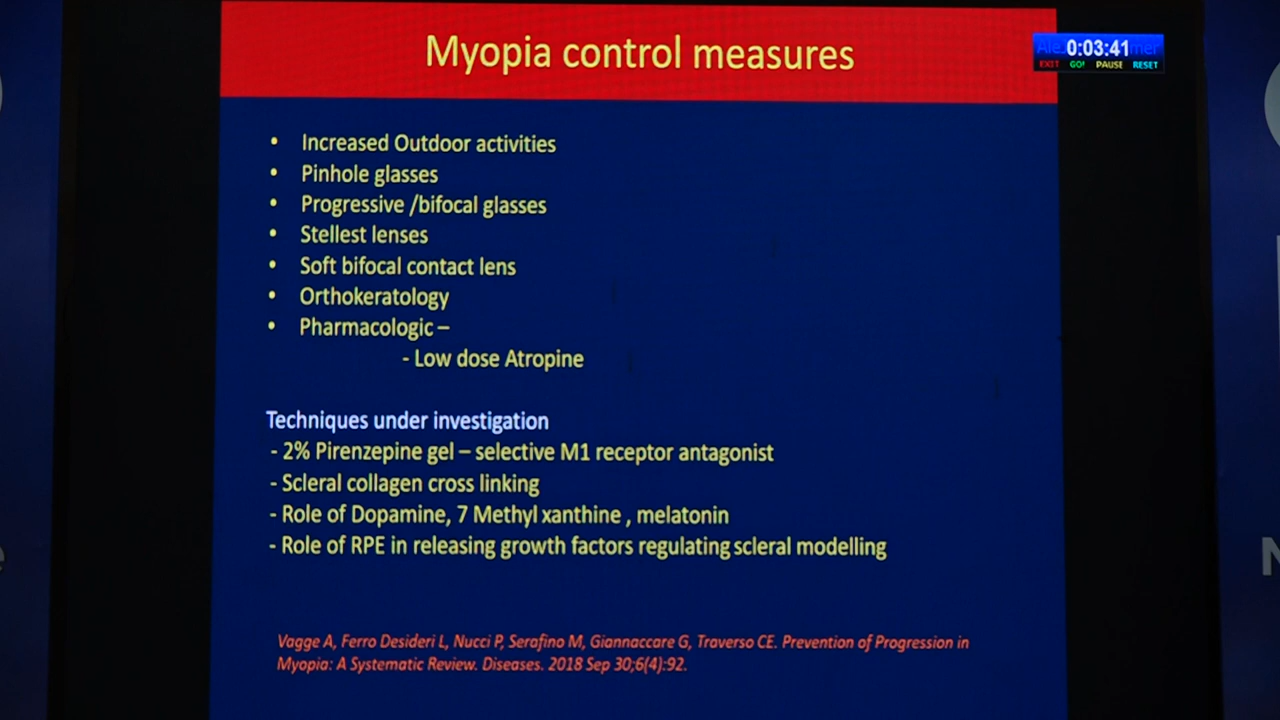 Myopia control measures
0:03:41
EXIT GO! PAUSE RESET
• Increased Outdoor activities
• Pinhole glasses
• Progressive /bifocal glasses
• Stellest lenses
• Soft bifocal contact lens
• Orthokeratology
• Pharmacologic –
- Low dose Atropine
Techniques under investigation
- 2% Pirenzepine gel – selective M1 receptor antagonist
- Scleral collagen cross linking
- Role of Dopamine, 7 Methyl xanthine , melatonin
- Role of RPE in releasing growth factors regulating scleral modelling
Vagge A, Ferro Desideri L, Nucci P, Serafino M, Giannaccare G, Traverso CE. Prevention of Progression in
Myopia: A Systematic Review. Diseases. 2018 Sep 30;6(4):92.